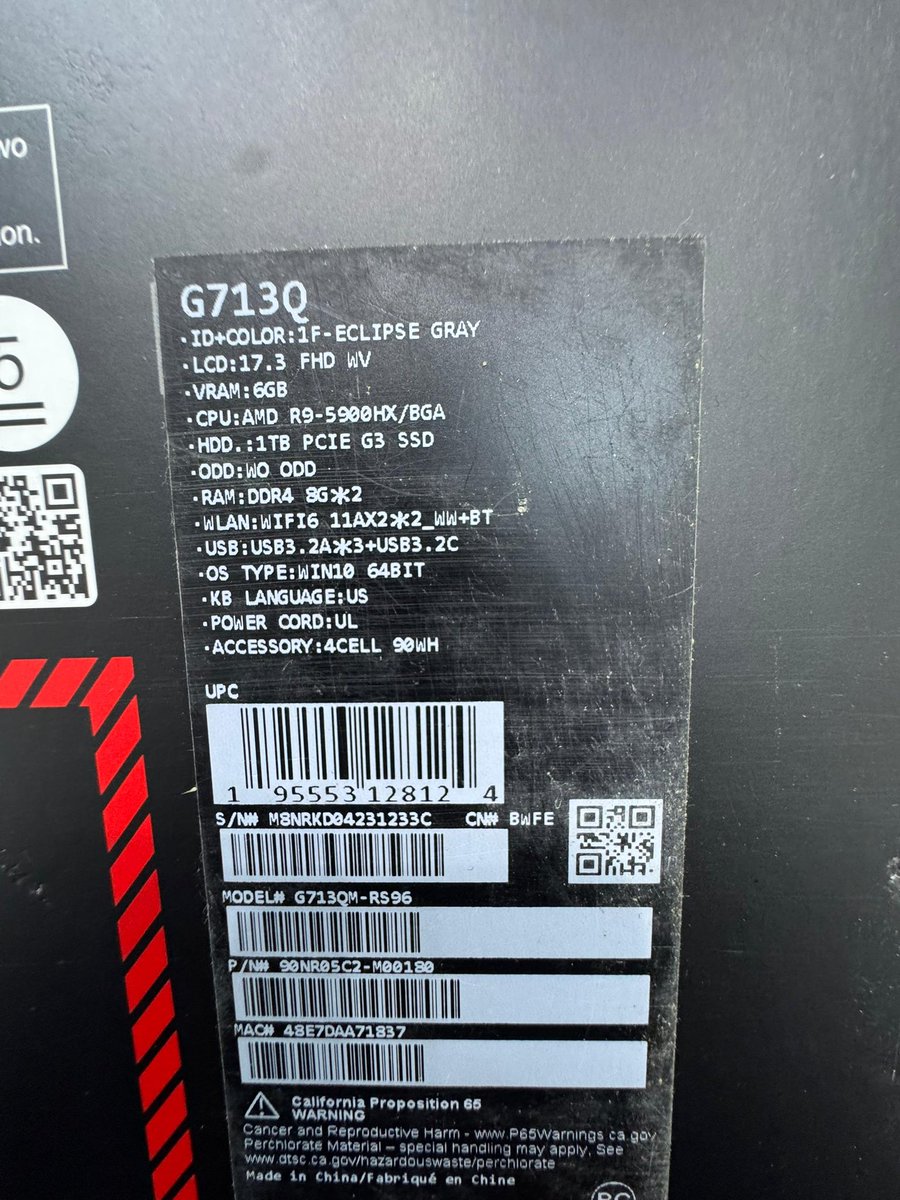 wo
on.
G713Q
·ID+COLOR:1F-ECLIPSE GRAY
·LCD:17.3 FHD WV
·VRAM:6GB
·CPU:AMD R9-5900HX/BGA
·HDD.:1TB PCIE G3 SSD
·ODD:WO ODD
·RAM:DDR4 8G*2
·WLAN:WIFI6 11AX2*2_WW+BT
·USB:USB3.2A*3+USB3.2C
·OS TYPE:WIN10 64BIT
·KB LANGUAGE:US
·POWER CORD:UL
·ACCESSORY:4CELL 90WH
UPC
1 95553 12812 4
S/N# M8NRKD04231233C CN# BWFE
MODEL# G713QM-RS96
P/N# 90NR05C2-M00180
MAC# 48E7DAA71837
California Proposition 65
WARNING
Cancer and Reproductive Harm - www.P65Warnings.ca.gov
Perchlorate Material – special handling may apply, See
www.dtsc.ca.gov/hazardouswaste/perchlorate
Made in China/Fabriqué en Chine